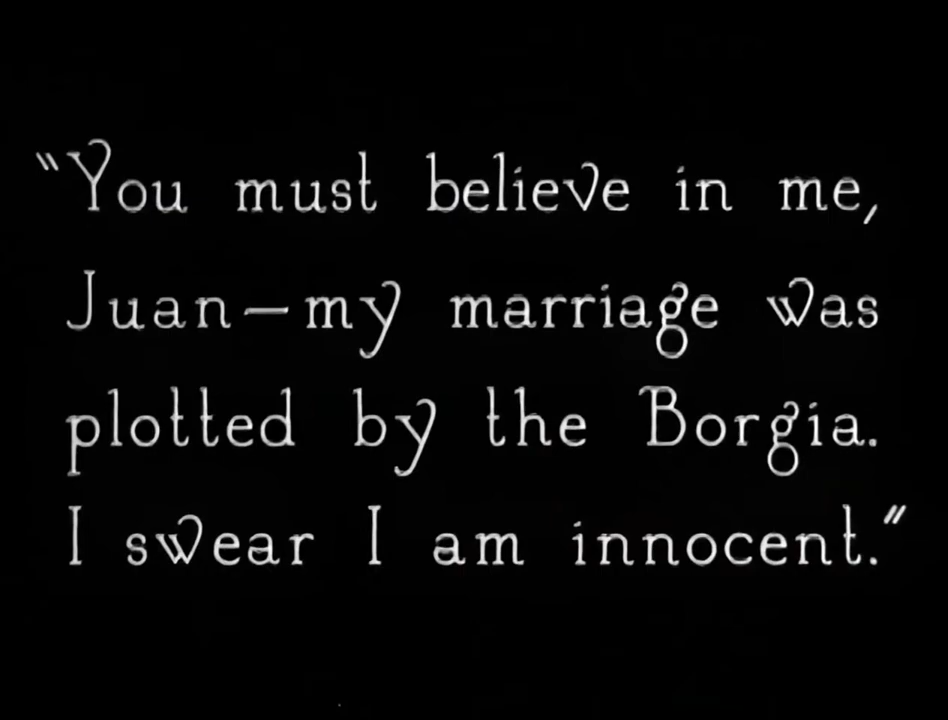 “You must believe in me,
Juan—my marriage was
plotted by the Borgia.
I swear I am innocent.”